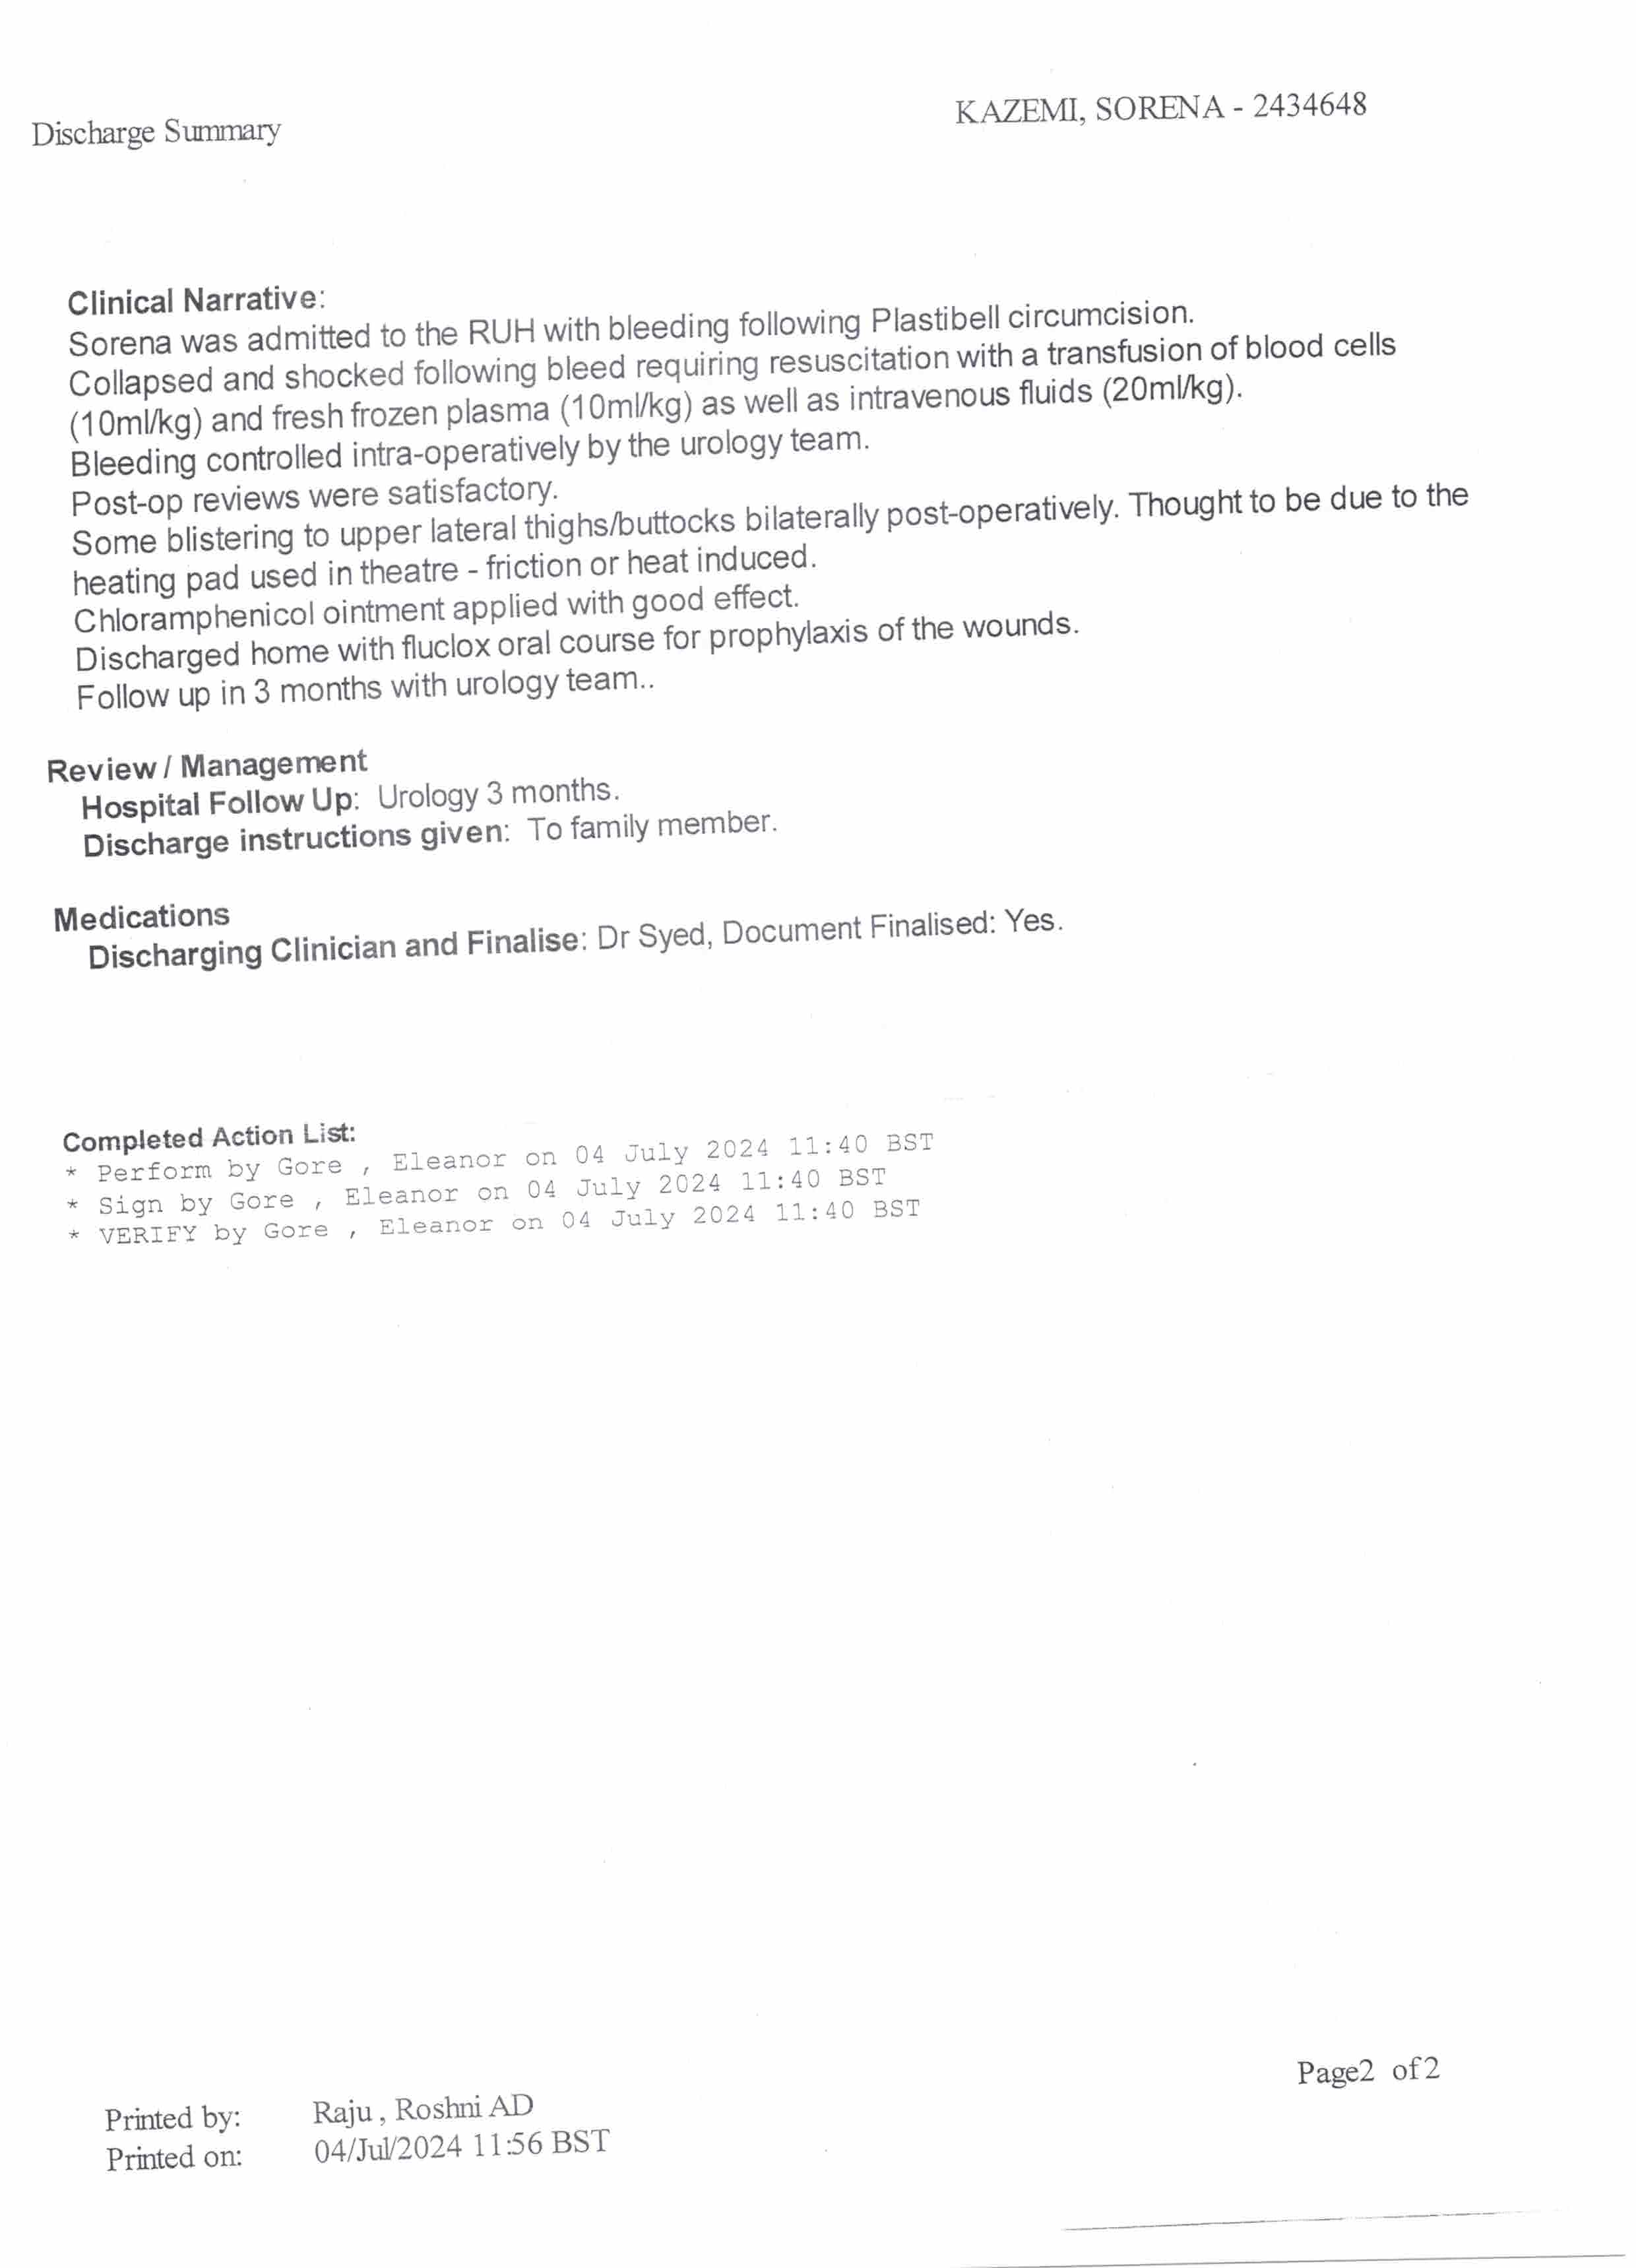 Discharge Summary
KAZEMI, SORENA - 2434648
Clinical Narrative:
Sorena was admitted to the RUH with bleeding following Plastibell circumcision.
Collapsed and shocked following bleed requiring resuscitation with a transfusion of blood cells
(10ml/kg) and fresh frozen plasma (10ml/kg) as well as intravenous fluids (20ml/kg).
Bleeding controlled intra-operatively by the urology team.
Post-op reviews were satisfactory.
Some blistering to upper lateral thighs/buttocks bilaterally post-operatively. Thought to be due to the
heating pad used in theatre - friction or heat induced.
Chloramphenicol ointment applied with good effect.
Discharged home with fluclox oral course for prophylaxis of the wounds.
Follow up in 3 months with urology team..
Review / Management
Hospital Follow Up: Urology 3 months.
Discharge instructions given: To family member.
Medications
Discharging Clinician and Finalise: Dr Syed, Document Finalised: Yes.
Completed Action List:
* Perform by Gore , Eleanor on 04 July 2024 11:40 BST
* Sign by Gore , Eleanor on 04 July 2024 11:40 BST
* VERIFY by Gore , Eleanor on 04 July 2024 11:40 BST
Page2 of2
Printed by: Raju , Roshni AD
Printed on: 04/Jul/2024 11:56 BST